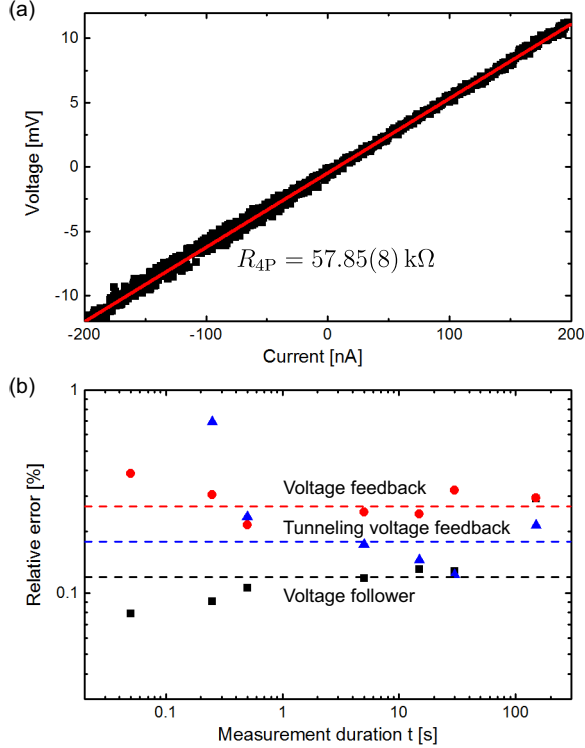 (a)
10
5
0
-5
-10
Voltage [mV]
R4P = 57.85(8) kΩ
-200 -100 0 100 200
Current [nA]
(b)
1
0.1
Relative error [%]
Voltage feedback
Tunneling voltage feedback
Voltage follower
0.1 1 10 100
Measurement duration t [s]